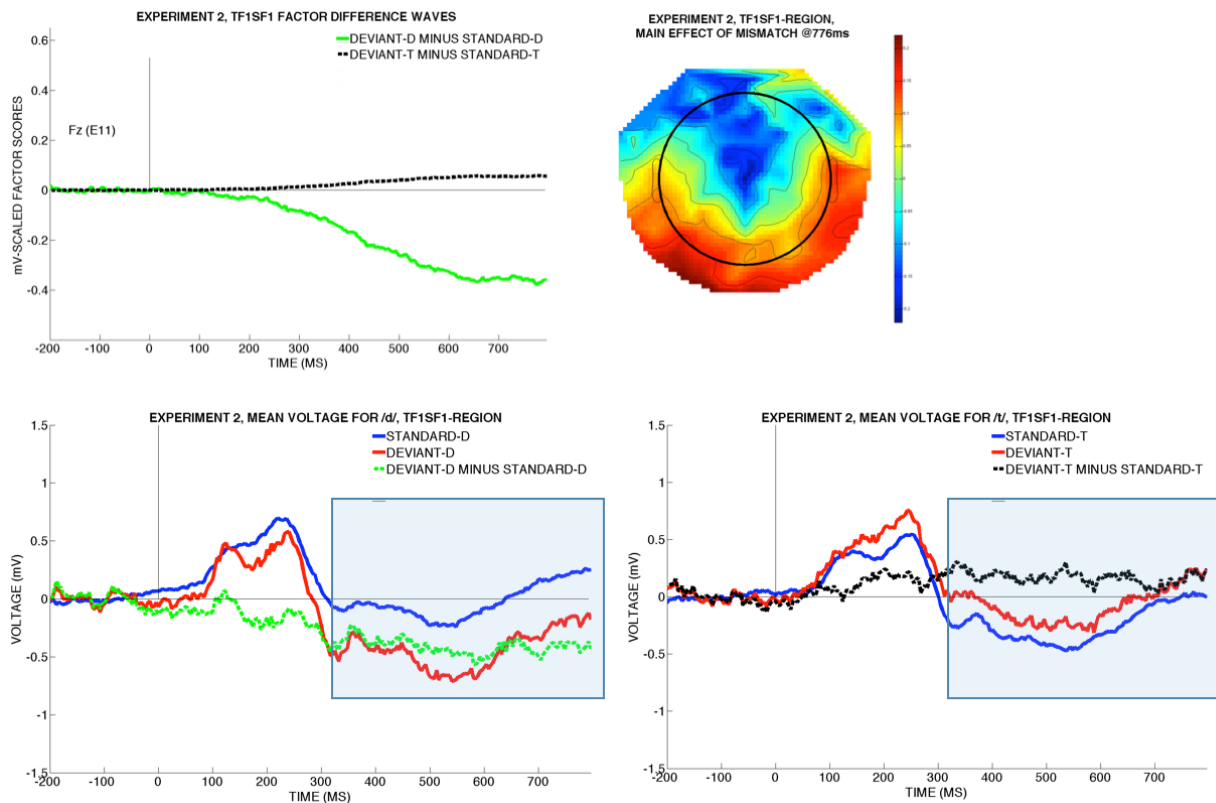 EXPERIMENT 2, TF1SF1 FACTOR DIFFERENCE WAVES
0.6
DEVIANT-D MINUS STANDARD-D
DEVIANT-T MINUS STANDARD-T
0.4
0.2
0
-0.2
-0.4
Fz (E11)
mV-SCALED FACTOR SCORES
-200
-100
0
100
200
300
400
500
600
700
TIME (MS)
EXPERIMENT 2, TF1SF1-REGION,
MAIN EFFECT OF MISMATCH @776ms
EXPERIMENT 2, MEAN VOLTAGE FOR /d/, TF1SF1-REGION
STANDARD-D
DEVIANT-D
DEVIANT-D MINUS STANDARD-D
1.5
1
0.5
0
-0.5
-1
-1.5
VOLTAGE (mV)
-200
-100
0
100
200
300
400
500
600
700
TIME (MS)
EXPERIMENT 2, MEAN VOLTAGE FOR /t/, TF1SF1-REGION
STANDARD-T
DEVIANT-T
DEVIANT-T MINUS STANDARD-T
1.5
1
0.5
0
-0.5
-1
-1.5
VOLTAGE (mV)
-200
-100
0
100
200
300
400
500
600
700
TIME (MS)